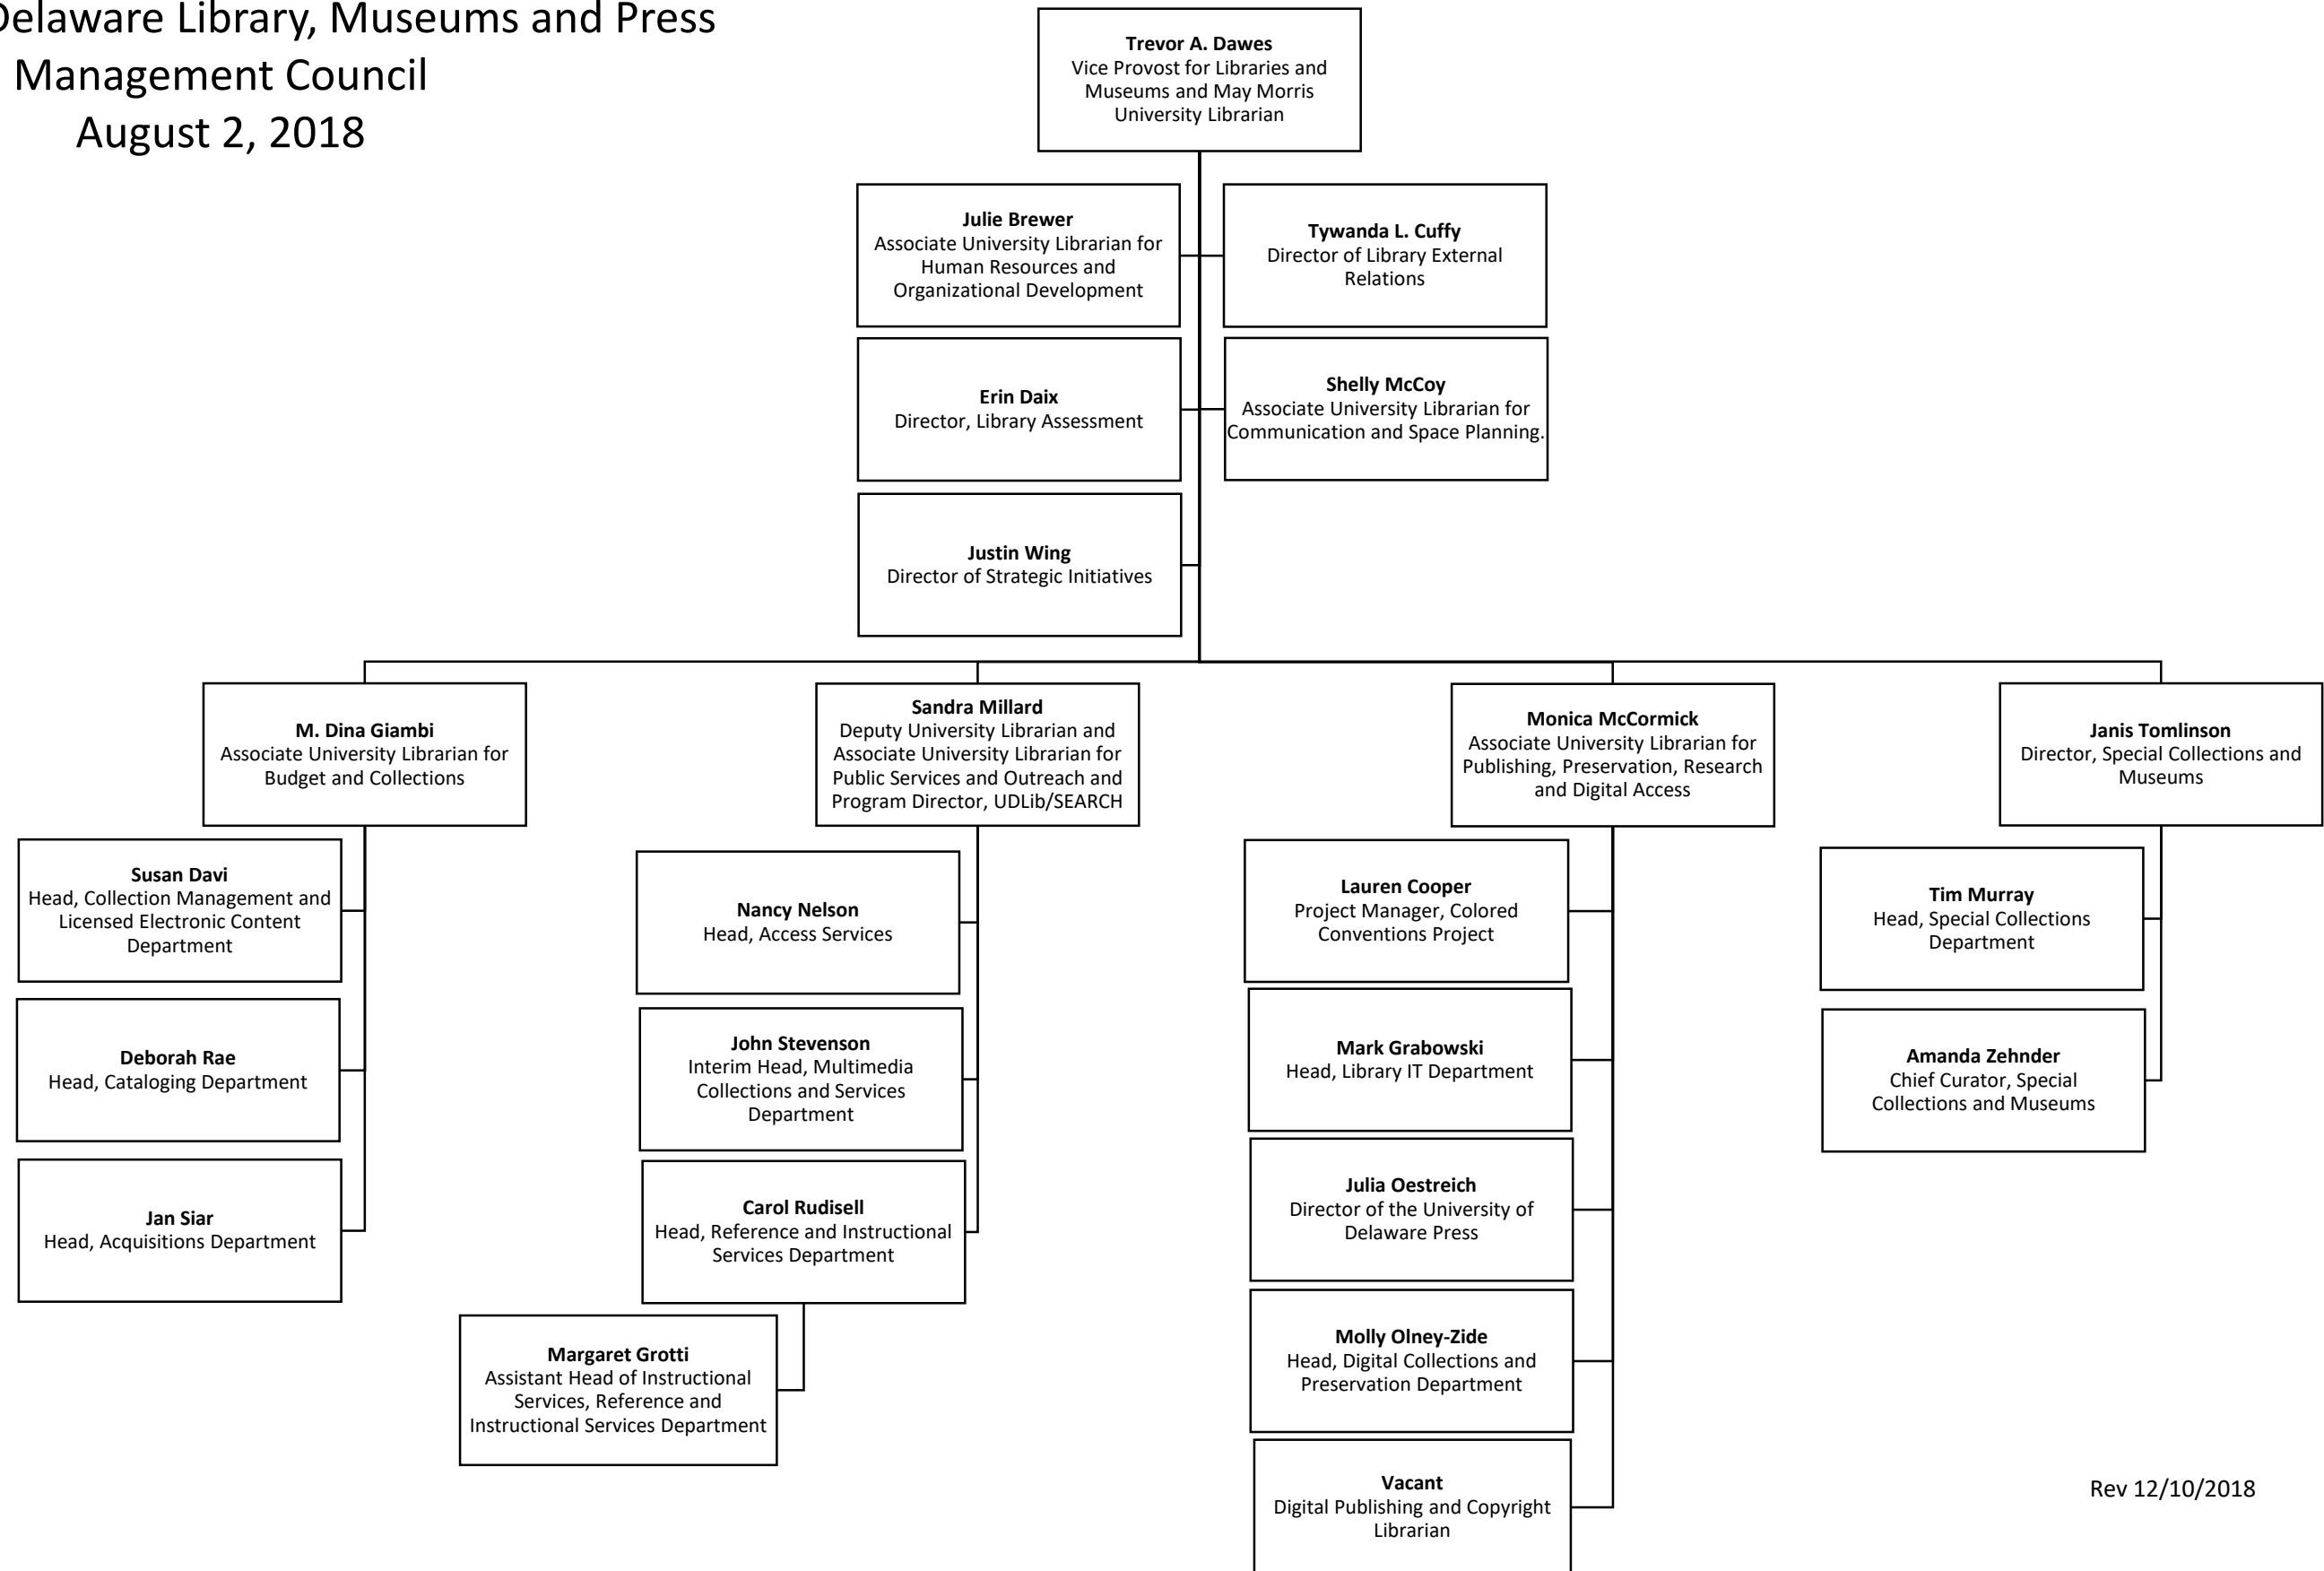 Delaware Library, Museums and Press
Management Council
August 2, 2018
Trevor A. Dawes
Vice Provost for Libraries and
Museums and May Morris
University Librarian
Julie Brewer
Associate University Librarian for
Human Resources and
Organizational Development
Tywanda L. Cuffy
Director of Library External
Relations
Erin Daix
Director, Library Assessment
Shelly McCoy
Associate University Librarian for
Communication and Space Planning.
Justin Wing
Director of Strategic Initiatives
M. Dina Giambi
Associate University Librarian for
Budget and Collections
Susan Davi
Head, Collection Management and
Licensed Electronic Content
Department
Deborah Rae
Head, Cataloging Department
Jan Siar
Head, Acquisitions Department
Sandra Millard
Deputy University Librarian and
Associate University Librarian for
Public Services and Outreach and
Program Director, UDLib/SEARCH
Nancy Nelson
Head, Access Services
John Stevenson
Interim Head, Multimedia
Collections and Services
Department
Carol Rudisell
Head, Reference and Instructional
Services Department
Margaret Grotti
Assistant Head of Instructional
Services, Reference and
Instructional Services Department
Monica McCormick
Associate University Librarian for
Publishing, Preservation, Research
and Digital Access
Lauren Cooper
Project Manager, Colored
Conventions Project
Mark Grabowski
Head, Library IT Department
Julia Oestreich
Director of the University of
Delaware Press
Molly Olney-Zide
Head, Digital Collections and
Preservation Department
Vacant
Digital Publishing and Copyright
Librarian
Janis Tomlinson
Director, Special Collections and
Museums
Tim Murray
Head, Special Collections
Department
Amanda Zehnder
Chief Curator, Special
Collections and Museums
Rev 12/10/2018